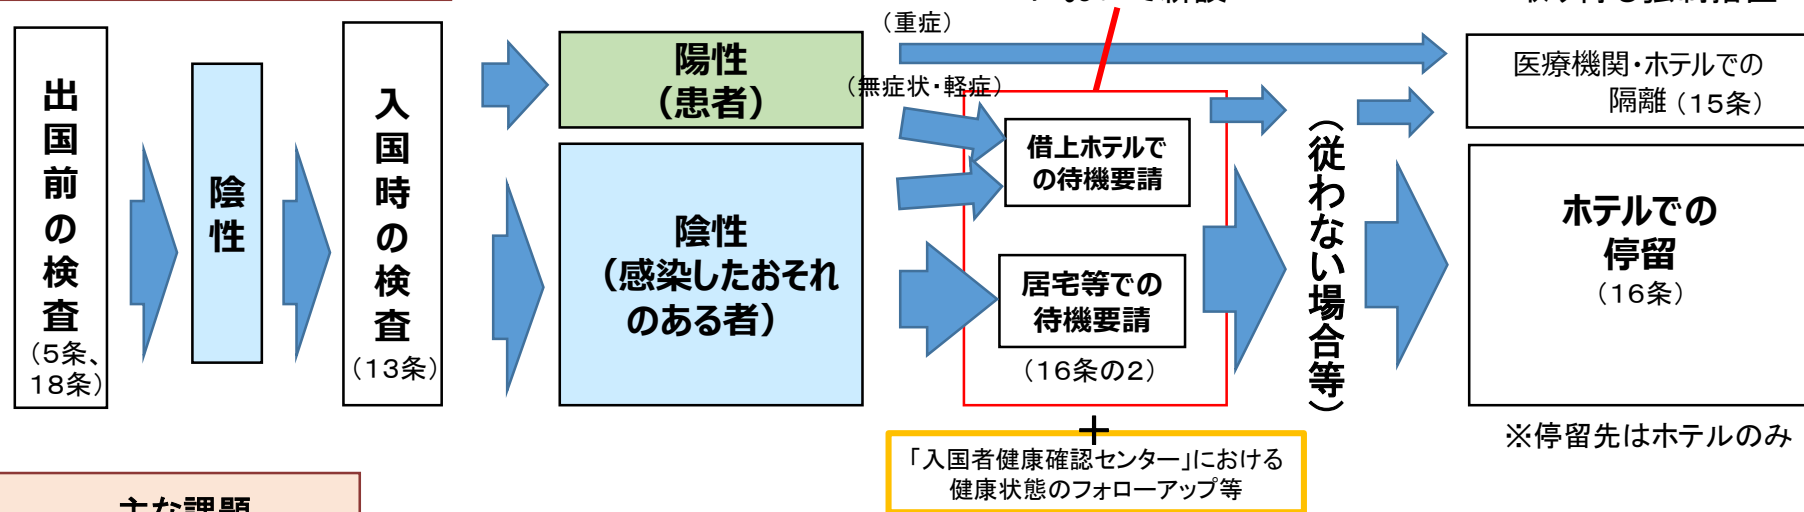 出国前の検査
（5条、
18条）
陰性
入国時の検査
（13条）
陽性
（患者）
陰性
（感染したおそれ
のある者）
（重症）
（無症状・軽症）
借上ホテルで
の待機要請
居宅等での
待機要請
（16条の2）
＋
「入国者健康確認センター」における
健康状態のフォローアップ等
（従わない場合等）
医療機関・ホテルでの
隔離（15条）
ホテルでの
停留
（16条）
※停留先はホテルのみ
主な課題